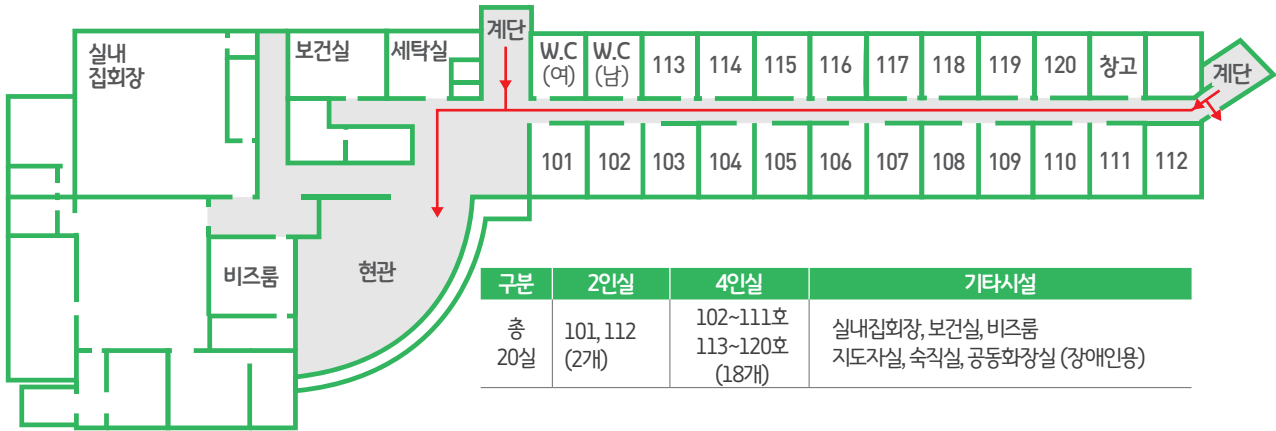 실내
집회장
보건실
세탁실
계단
W.C
(여)
W.C
(남)
113
114
115
116
117
118
119
120
창고
계단
101
102
103
104
105
106
107
108
109
110
111
112
비즈룸
현관
구분 2인실 4인실 기타시설
총
20실
101, 112
(2개)
102~111호
113~120호
(18개)
실내집회장, 보건실, 비즈룸
지도자실, 숙직실, 공동화장실 (장애인용)